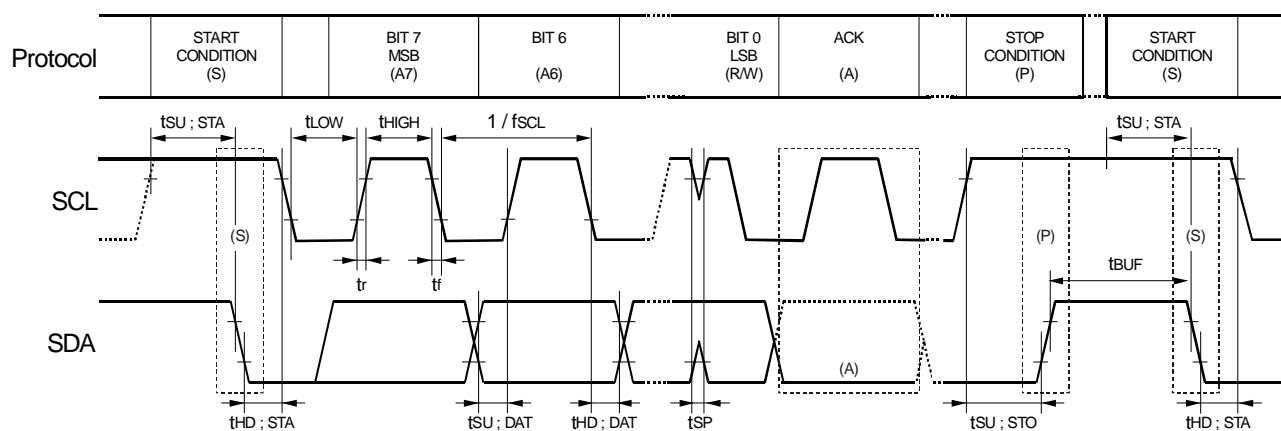 Protocol
START
CONDITION
(S)
BIT 7
MSB
(A7)
BIT 6
(A6)
BIT 0
LSB
(R/W)
ACK
(A)
STOP
CONDITION
(P)
START
CONDITION
(S)
tSU ; STA
tLOW
tHIGH
1 / fSCL
tSU ; STA
SCL
(S)
(P)
(S)
tr
tf
tBUF
SDA
(A)
tHD ; STA
tSU ; DAT
tHD ; DAT
tSP
tSU ; STO
tHD ; STA